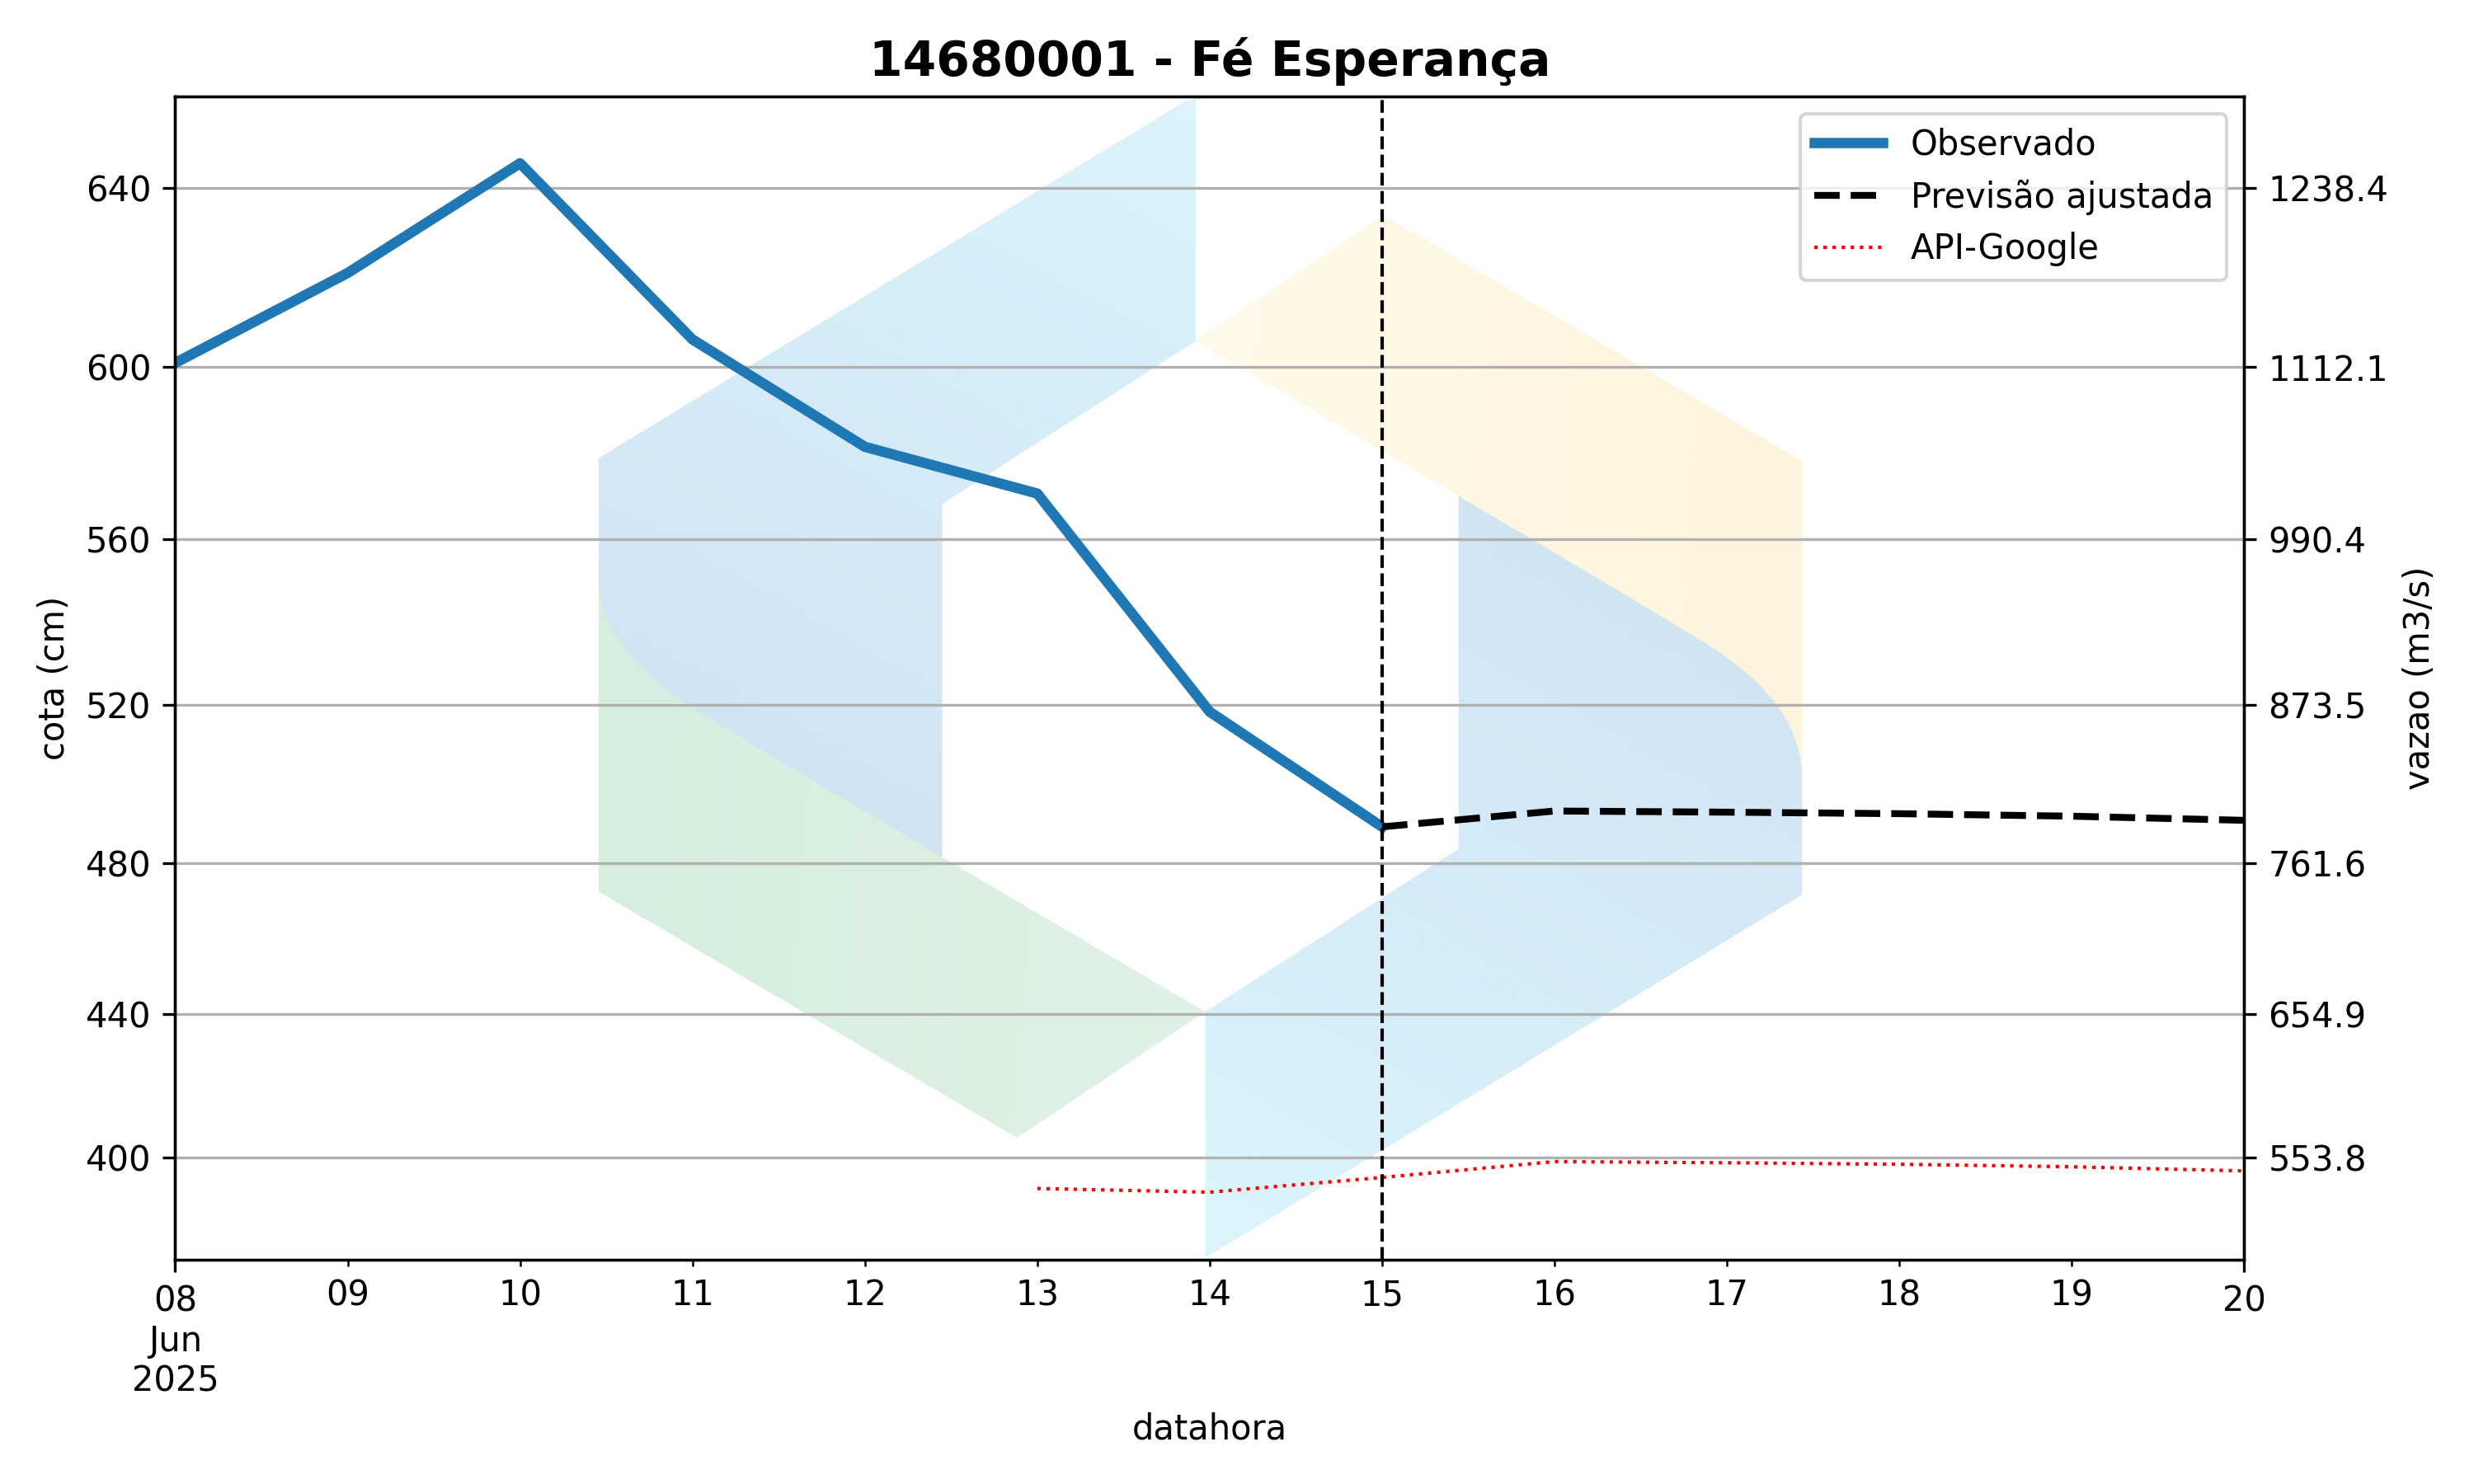 14680001 - Fé Esperança
Observado
Previsão ajustada
API-Google
640
600
560
520
480
440
400
cota (cm)
1238.4
1112.1
990.4
873.5
761.6
654.9
553.8
vazao (m3/s)
08 09 10 11 12 13 14 15 16 17 18 19 20
Jun
2025
datahora